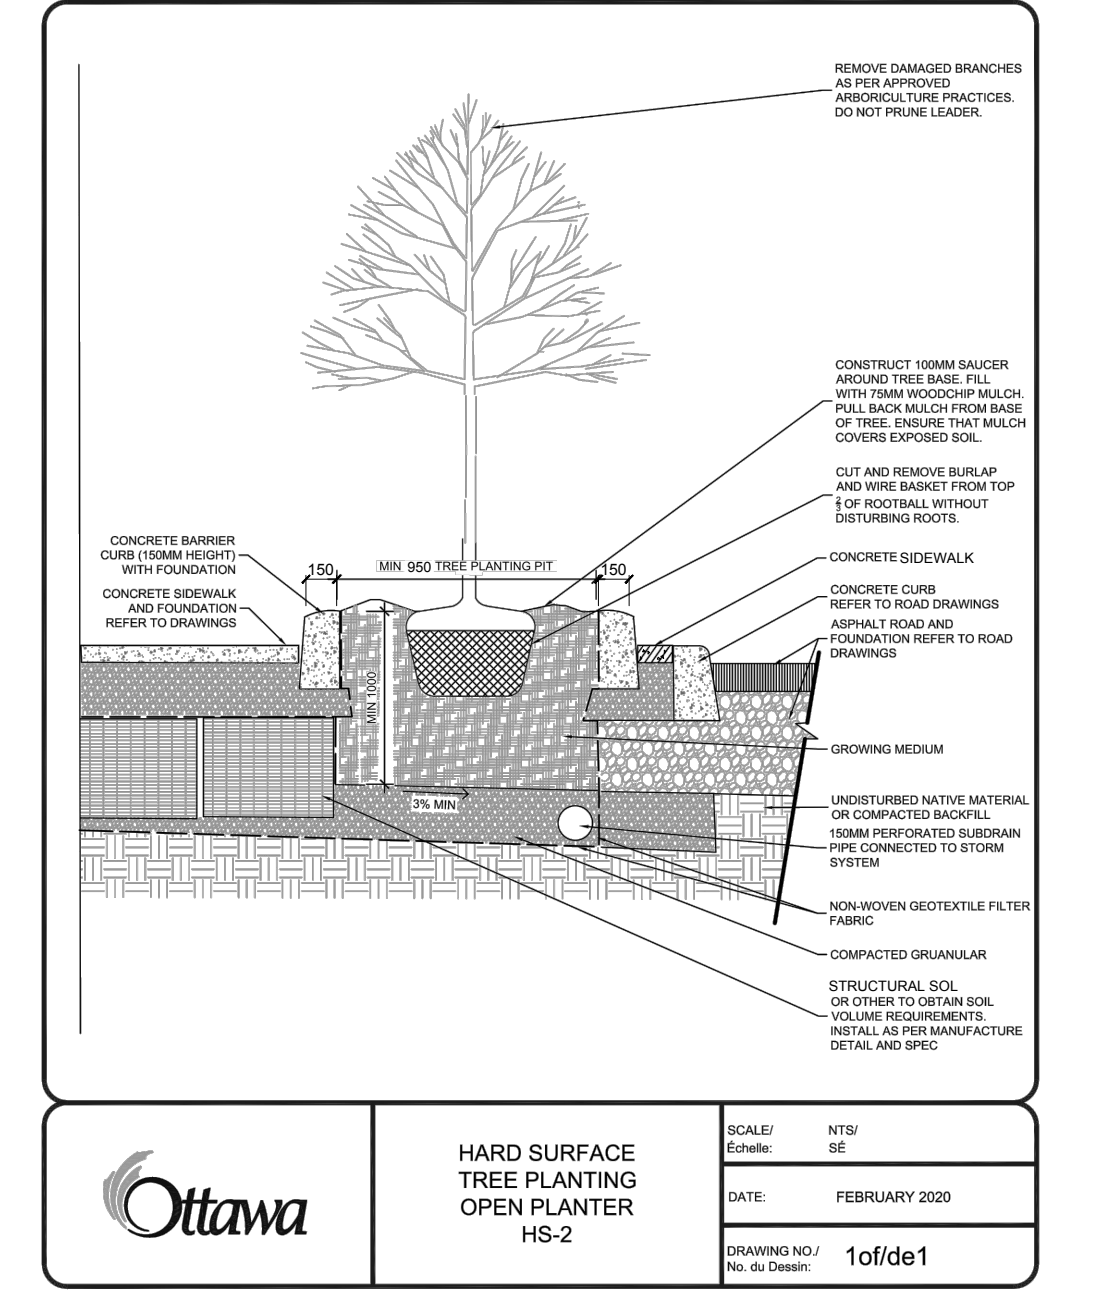 REMOVE DAMAGED BRANCHES
AS PER APPROVED
ARBORICULTURE PRACTICES.
DO NOT PRUNE LEADER.
CONSTRUCT 100MM SAUCER
AROUND TREE BASE. FILL
WITH 75MM WOODCHIP MULCH.
PULL BACK MULCH FROM BASE
OF TREE. ENSURE THAT MULCH
COVERS EXPOSED SOIL.
CUT AND REMOVE BURLAP
AND WIRE BASKET FROM TOP
2/3 OF ROOTBALL WITHOUT
DISTURBING ROOTS.
CONCRETE SIDEWALK
CONCRETE CURB
REFER TO ROAD DRAWINGS
ASPHALT ROAD AND
FOUNDATION REFER TO ROAD
DRAWINGS
CONCRETE BARRIER
CURB (150MM HEIGHT)
WITH FOUNDATION
CONCRETE SIDEWALK
AND FOUNDATION
REFER TO DRAWINGS
150
MIN 950 TREE PLANTING PIT
150
MIN 1000
3% MIN
GROWING MEDIUM
UNDISTURBED NATIVE MATERIAL
OR COMPACTED BACKFILL
150MM PERFORATED SUBDRAIN
PIPE CONNECTED TO STORM
SYSTEM
NON-WOVEN GEOTEXTILE FILTER
FABRIC
COMPACTED GRUANULAR
STRUCTURAL SOL
OR OTHER TO OBTAIN SOIL
VOLUME REQUIREMENTS.
INSTALL AS PER MANUFACTURE
DETAIL AND SPEC
Ottawa
HARD SURFACE
TREE PLANTING
OPEN PLANTER
HS-2
SCALE/ NTS/
Échelle: SÉ
DATE: FEBRUARY 2020
DRAWING NO./ 1of/de1
No. du Dessin: